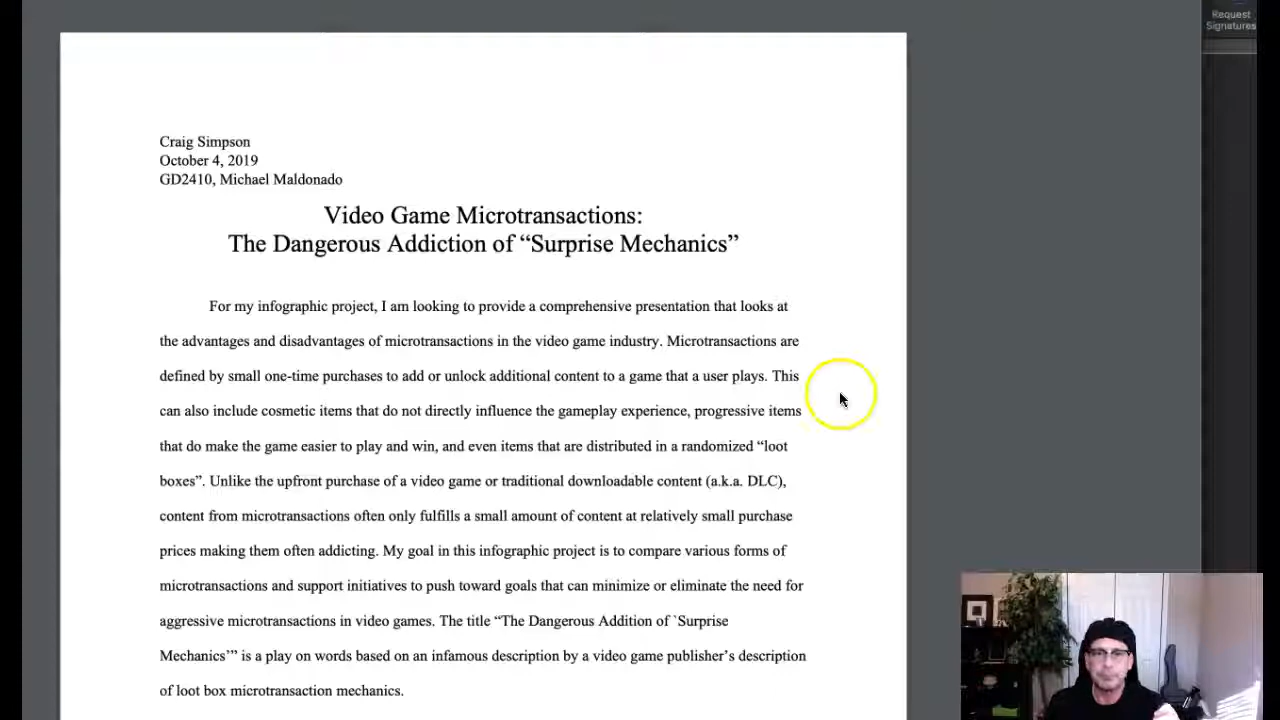 Request
Signatures
Craig Simpson
October 4, 2019
GD2410, Michael Maldonado
Video Game Microtransactions:
The Dangerous Addiction of “Surprise Mechanics”
For my infographic project, I am looking to provide a comprehensive presentation that looks at
the advantages and disadvantages of microtransactions in the video game industry. Microtransactions are
defined by small one-time purchases to add or unlock additional content to a game that a user plays. This
can also include cosmetic items that do not directly influence the gameplay experience, progressive items
that do make the game easier to play and win, and even items that are distributed in a randomized “loot
boxes”. Unlike the upfront purchase of a video game or traditional downloadable content (a.k.a. DLC),
content from microtransactions often only fulfills a small amount of content at relatively small purchase
prices making them often addicting. My goal in this infographic project is to compare various forms of
microtransactions and support initiatives to push toward goals that can minimize or eliminate the need for
aggressive microtransactions in video games. The title “The Dangerous Addition of `Surprise
Mechanics’” is a play on words based on an infamous description by a video game publisher’s description
of loot box microtransaction mechanics.